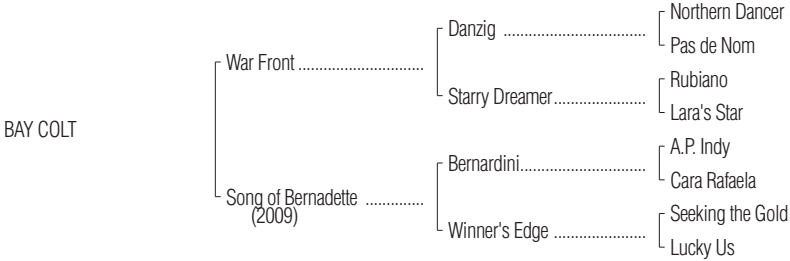 Northern Dancer
Danzig ..................................
Pas de Nom
War Front ..............................
Rubiano
Starry Dreamer......................
Lara's Star
BAY COLT
A.P. Indy
Bernardini..............................
Cara Rafaela
Song of Bernadette ..............
(2009)
Seeking the Gold
Winner's Edge ......................
Lucky Us